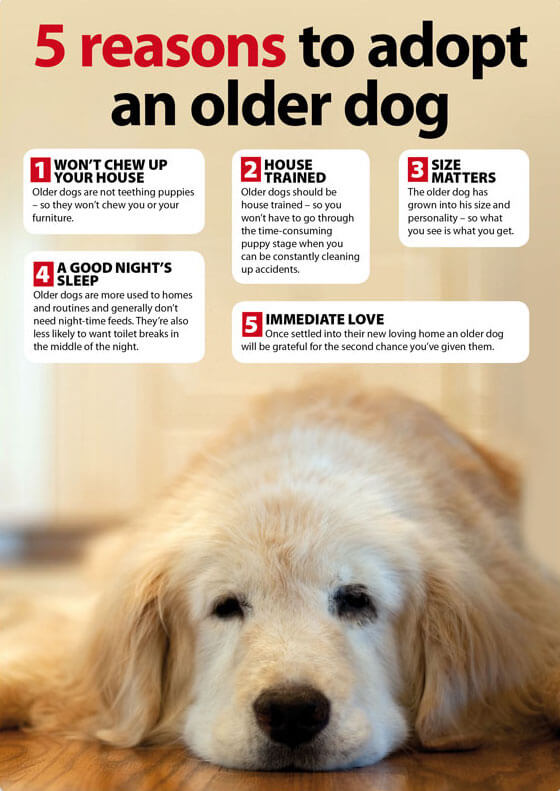 5 reasons to adopt
an older dog
1 WON'T CHEW UP
YOUR HOUSE
Older dogs are not teething puppies
– so they won't chew you or your
furniture.
2 HOUSE
TRAINED
Older dogs should be
house trained – so you
won't have to go through
the time-consuming
puppy stage when you
can be constantly cleaning
up accidents.
3 SIZE
MATTERS
The older dog has
grown into his size and
personality – so what
you see is what you get.
4 A GOOD NIGHT'S
SLEEP
Older dogs are more used to homes
and routines and generally don't
need night-time feeds. They're also
less likely to want toilet breaks in
the middle of the night.
5 IMMEDIATE LOVE
Once settled into their new loving home an older dog
will be grateful for the second chance you've given them.